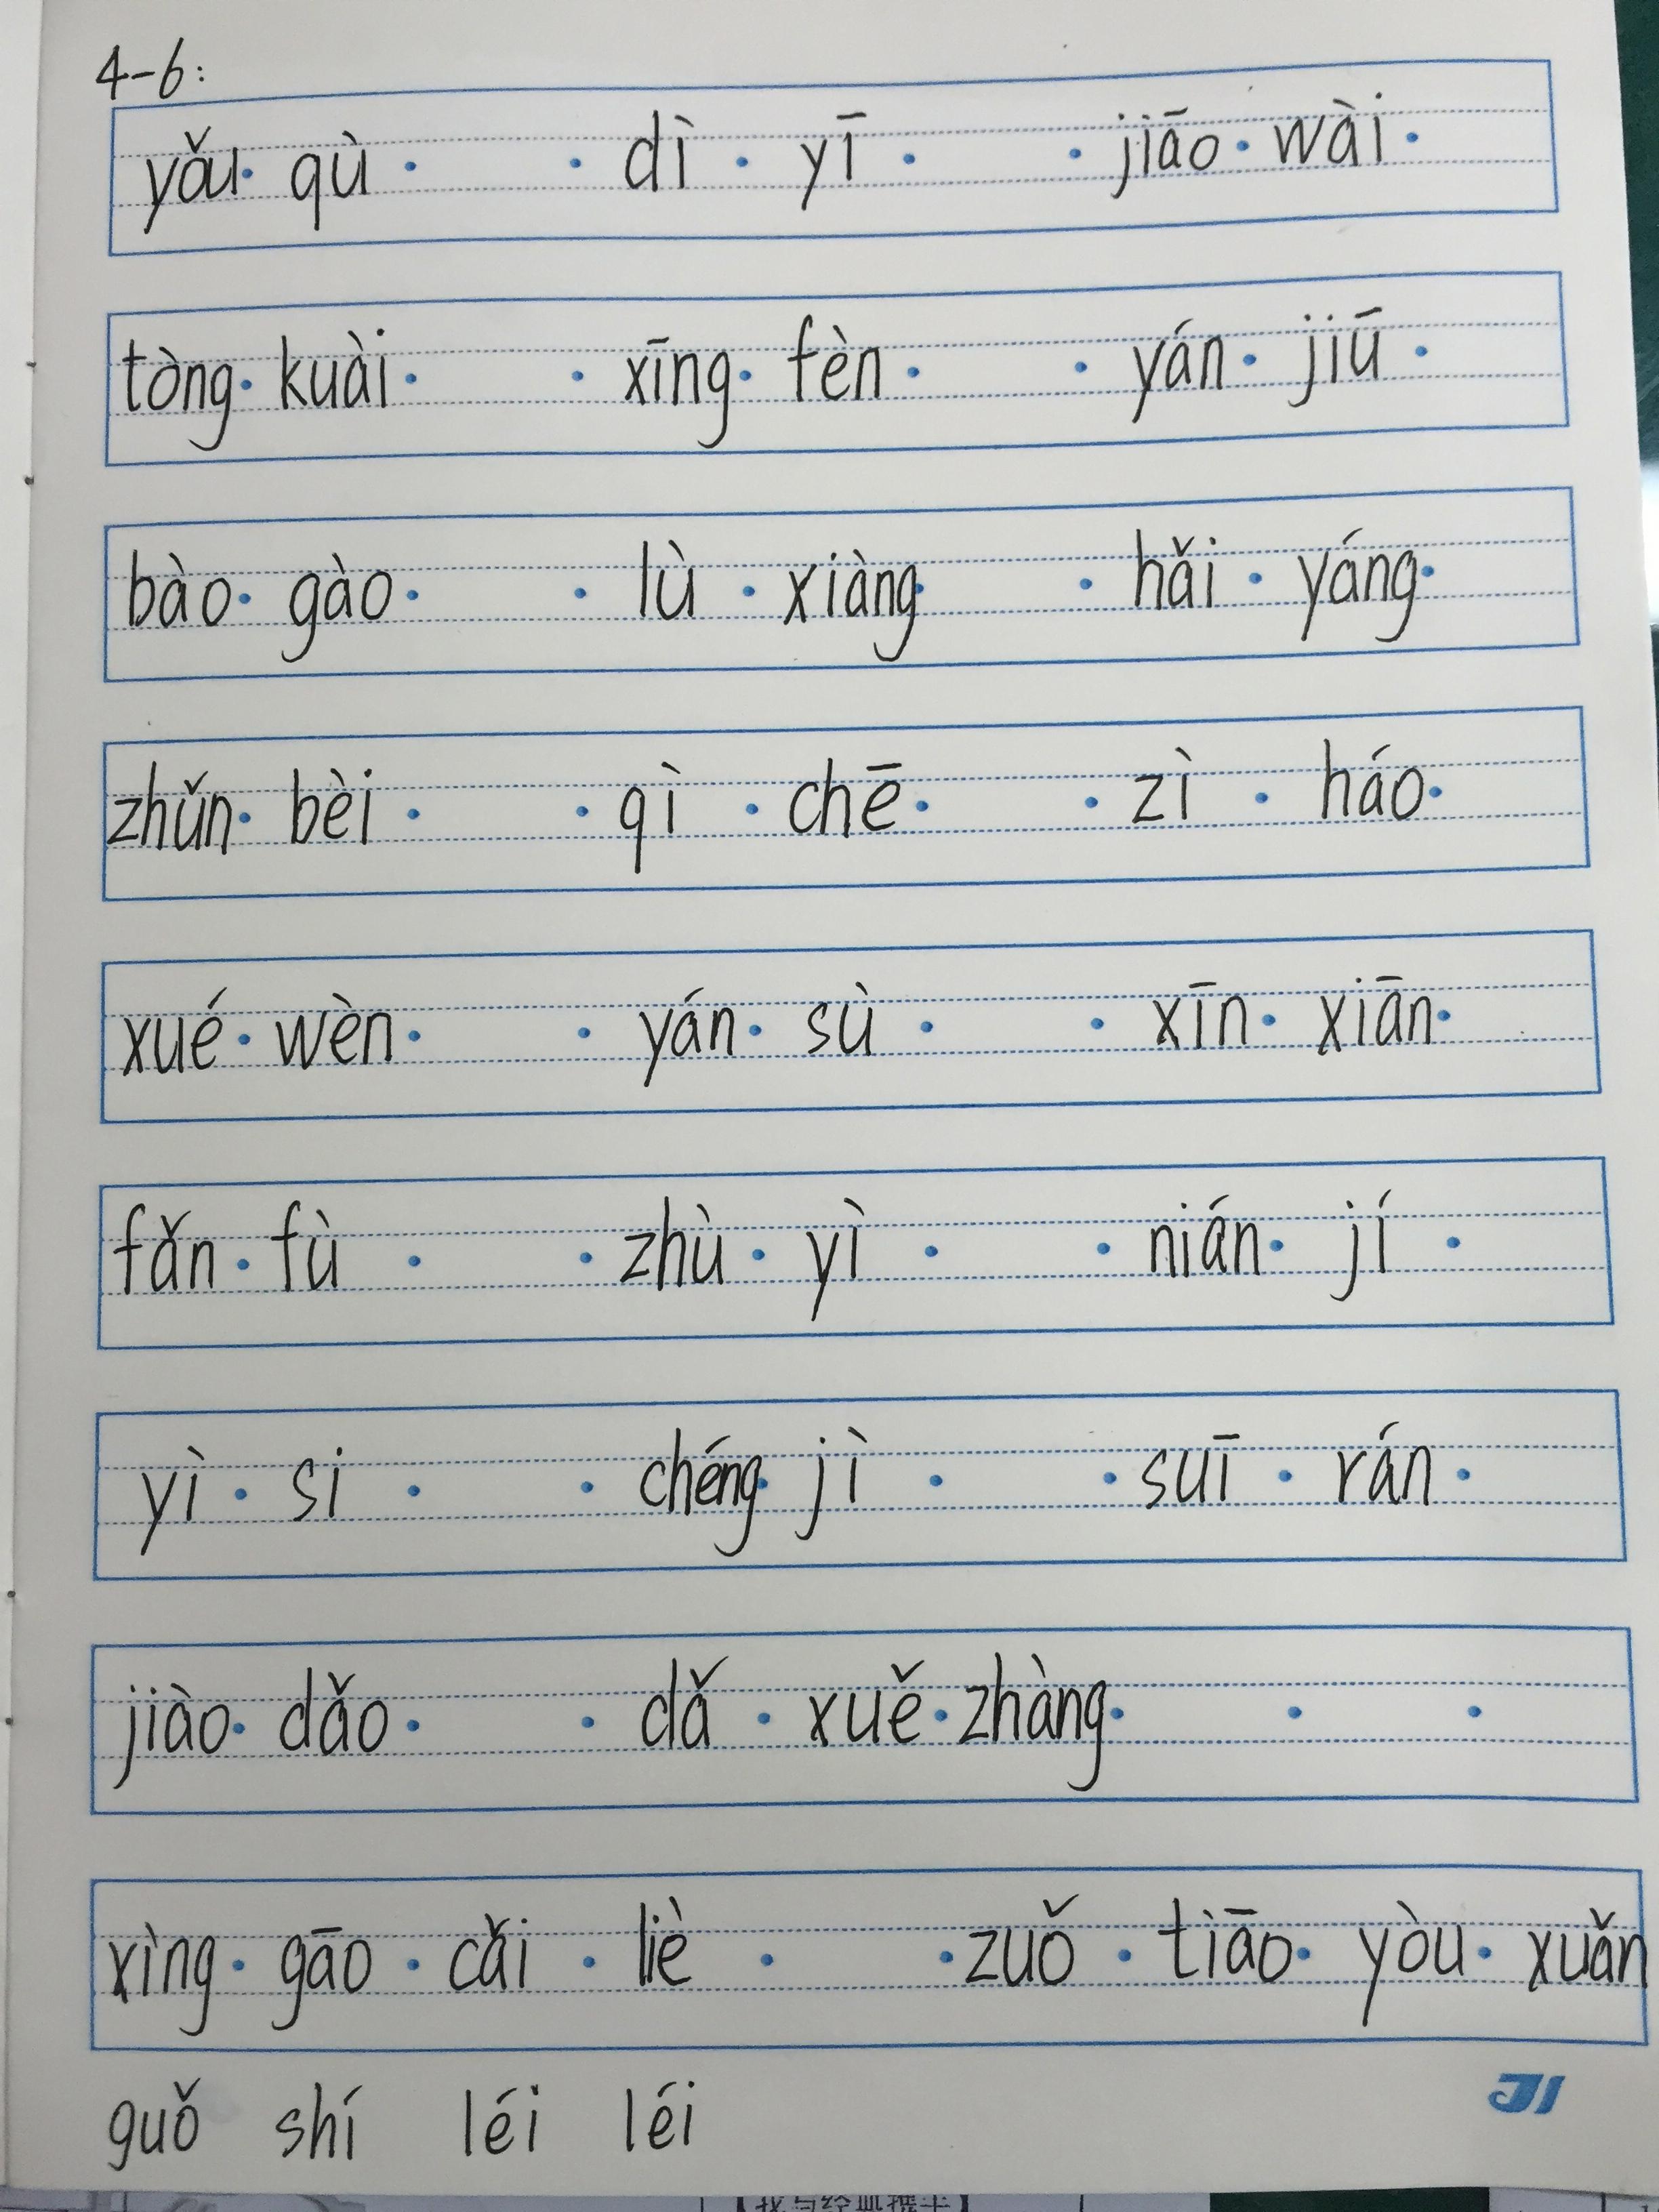 4-6:
yǒu qù dì yī jiāo wài
tòng kuài xīng fèn yán jiū
bào gào lù xiàng hǎi yáng
zhǔn bèi qì chē zì háo
xué wèn yán sù xīn xiān
fǎn fù zhù yì nián jí
yì si chéng jì suī rán
jiào dǎo dǎ xuě zhàng
xìng gāo cǎi liè zuǒ tiāo yòu xuǎn
guǒ shí léi léi